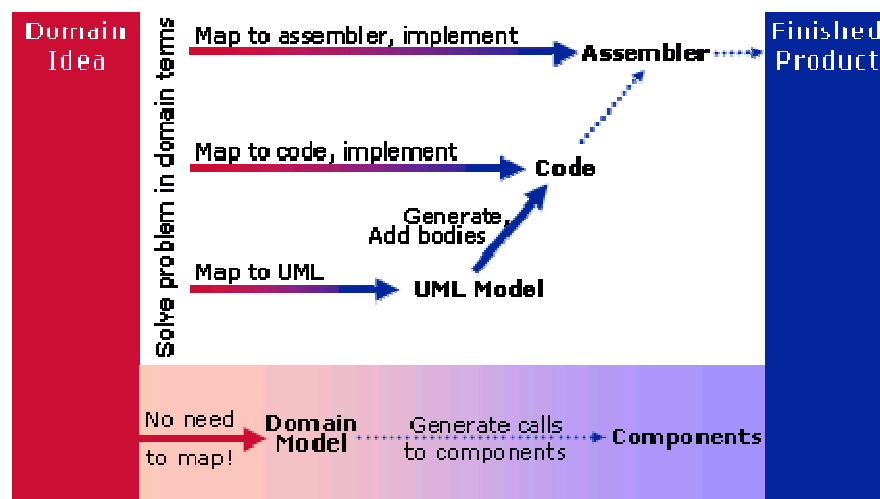 Domain
Idea
Solve problem in domain terms
Map to assembler, implement
Assembler
Finished
Product
Map to code, implement
Code
Generate,
Add bodies
Map to UML
UML Model
No need
to map!
Domain
Model
Generate calls
to components
Components